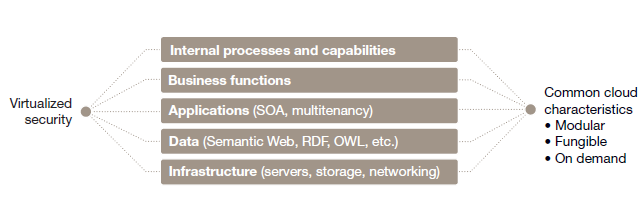 Virtualized
security
Internal processes and capabilities
Business functions
Applications (SOA, multitenancy)
Data (Semantic Web, RDF, OWL, etc.)
Infrastructure (servers, storage, networking)
Common cloud
characteristics
• Modular
• Fungible
• On demand